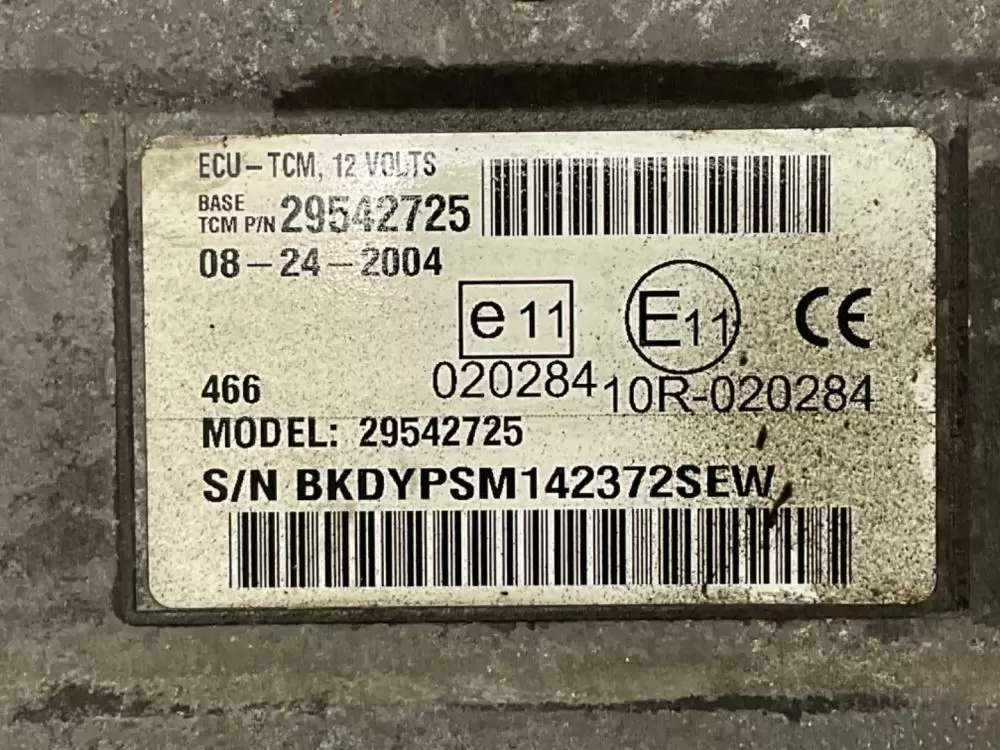 ECU-TCM, 12 VOLTS
BASE
TCM P/N 29542725
08-24-2004
e 11
E11
CE
020284
10R-020284
466
MODEL: 29542725
S/N BKDYPSM142372SEW